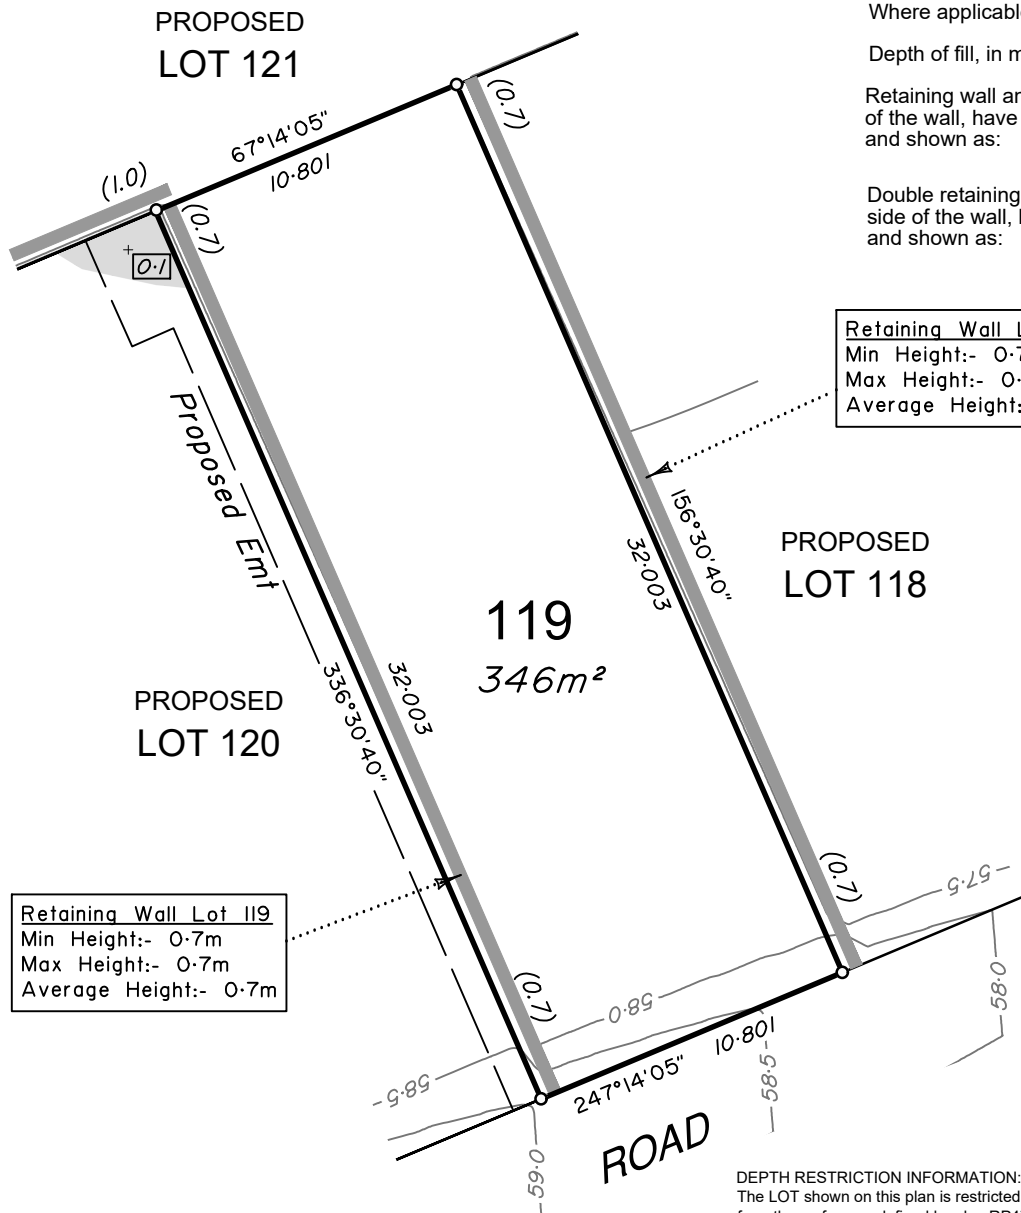 PROPOSED
LOT 121
Where applicable
Depth of fill, in m
Retaining wall
of the wall, have
and shown as:
Double retaining
side of the wall,
and shown as:
67°14'05"
10·801
(0.7)
(1.0)
(0.7)
0·1
Retaining Wall
Min Height:- 0·7
Max Height:- 0·
Average Height:
Proposed Emt
156°30'40"
32·003
PROPOSED
LOT 118
119
346m²
336°30'40"
32·003
PROPOSED
LOT 120
Retaining Wall Lot 119
Min Height:- 0·7m
Max Height:- 0·7m
Average Height:- 0·7m
(0.7)
(0.7)
57·5
58·0
58·0
58·5
58·5
59·0
10·801
247°14'05"
ROAD
DEPTH RESTRICTION INFORMATION:
The LOT shown on this plan is restricted